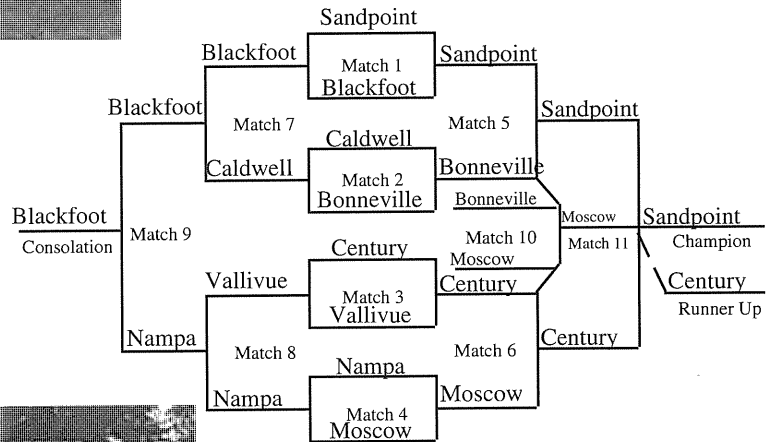 Sandpoint
Blackfoot
Match 1
Sandpoint
Blackfoot
Blackfoot
Match 7
Caldwell
Match 5
Sandpoint
Caldwell
Match 2
Bonneville
Bonneville
Bonneville
Blackfoot
Consolation
Match 9
Moscow
Sandpoint
Match 10
Match 11
Champion
Century
Moscow
Vallivue
Match 3
Century
Century
Vallivue
Runner Up
Nampa
Match 8
Match 6
Century
Nampa
Nampa
Match 4
Moscow
Moscow